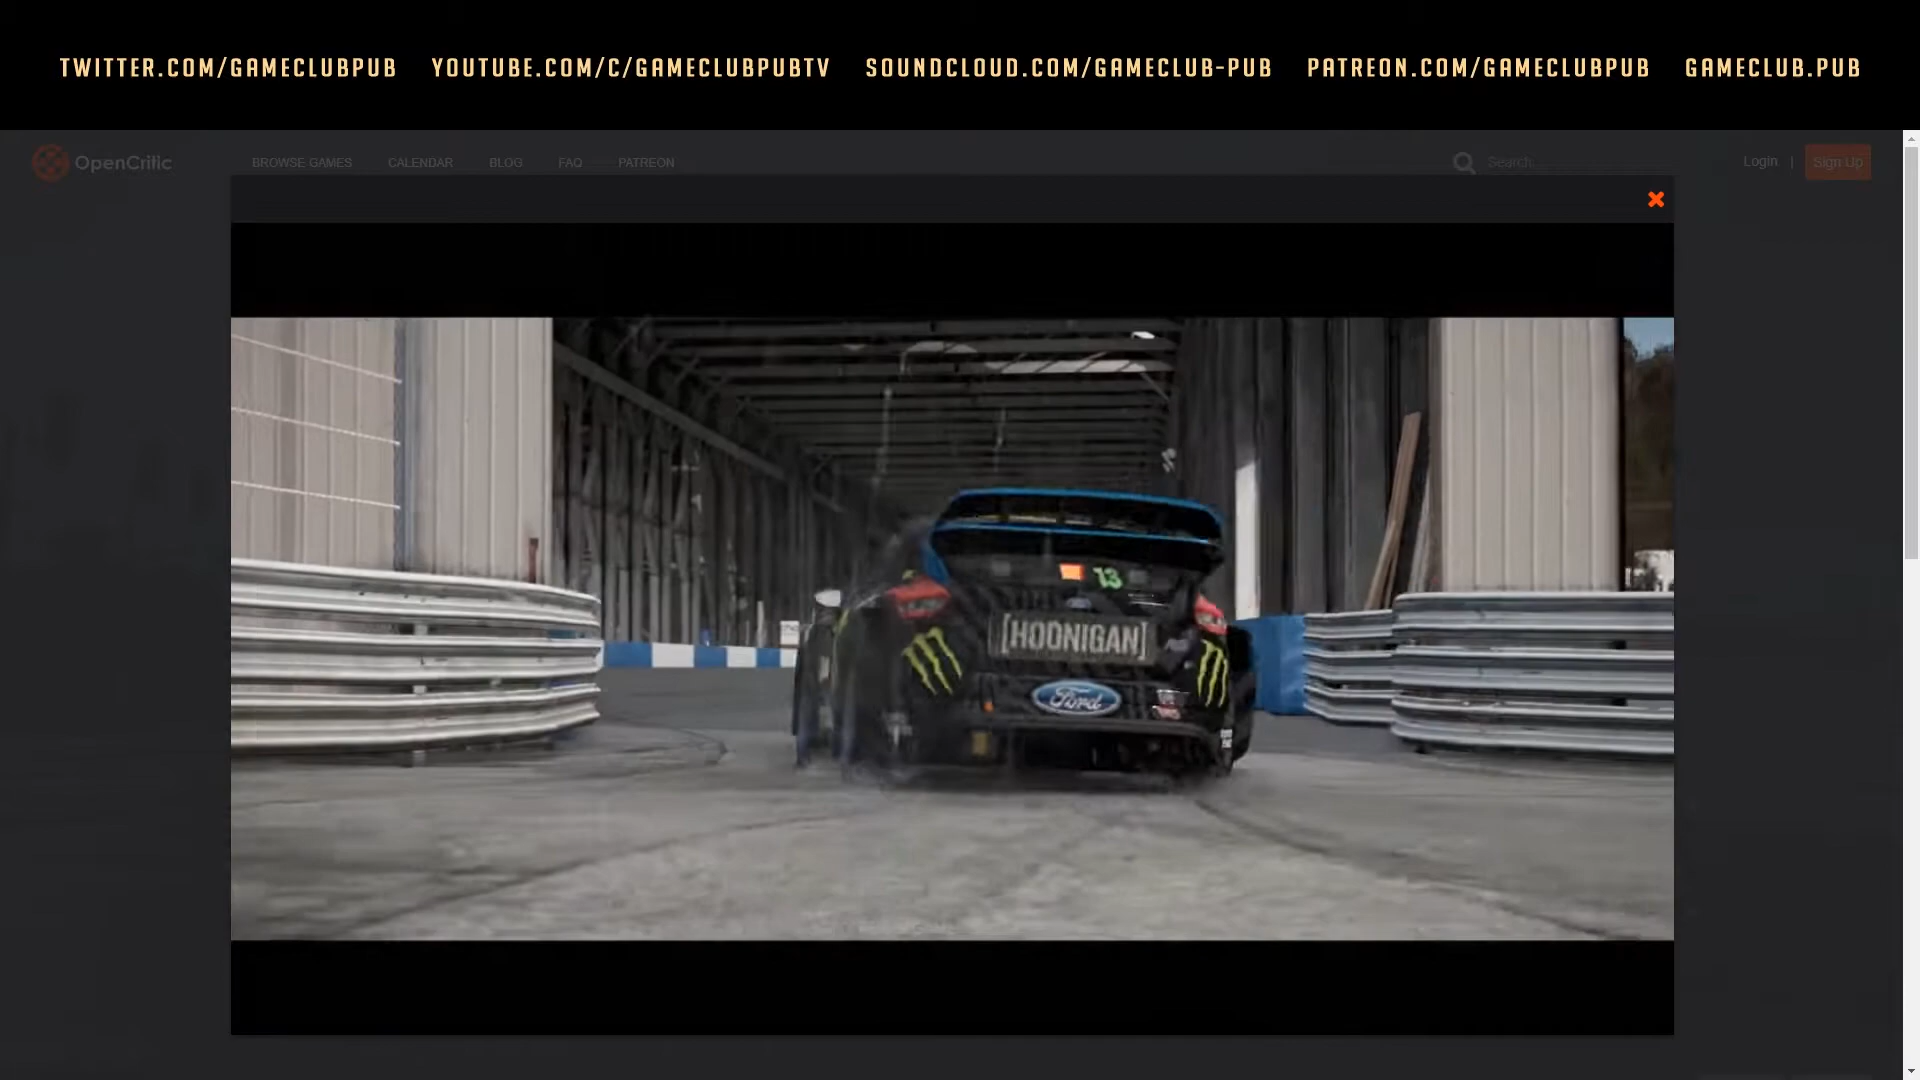 TWITTER.COM/GAMECLUBPUB YOUTUBE.COM/C/GAMECLUBPUBTV SOUNDCLOUD.COM/GAMECLUB-PUB PATREON.COM/GAMECLUBPUB GAMECLUB.PUB
OpenCritic BROWSE GAMES CALENDAR BLOG FAQ PATREON Search... Login | Sign Up
13
[HOONIGAN]
Ford